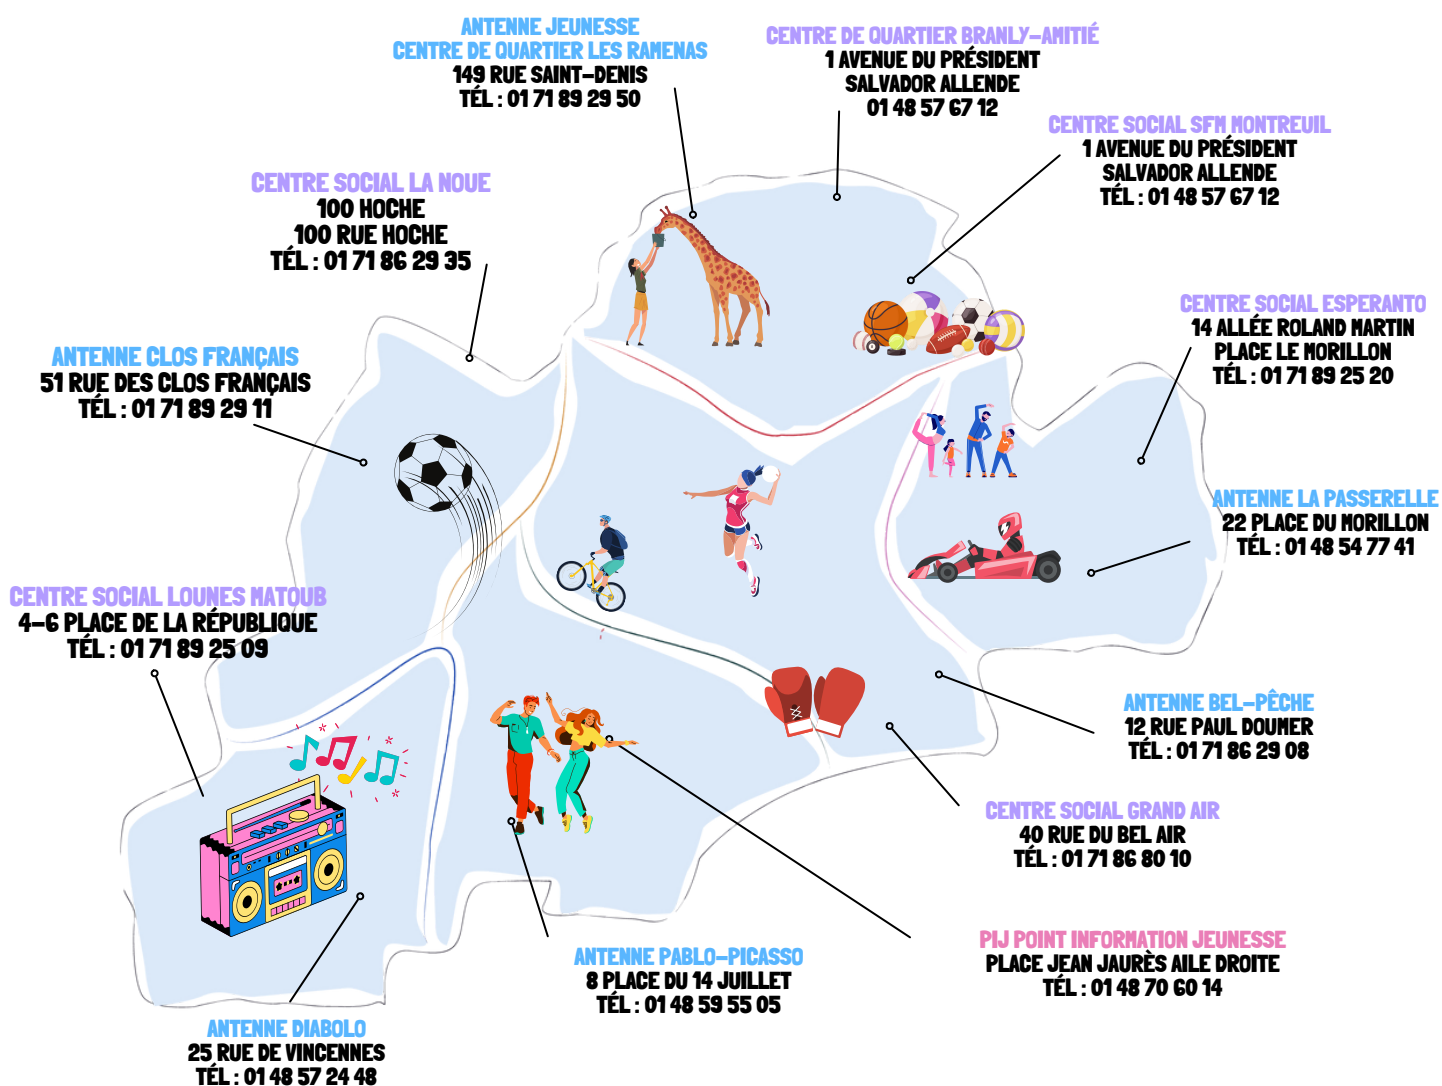 ANTENNE JEUNESSE
CENTRE DE QUARTIER LES RAMENAS
149 RUE SAINT-DENIS
TÉL : 01 71 89 29 50
CENTRE DE QUARTIER BRANLY-AMITIÉ
1 AVENUE DU PRÉSIDENT
SALVADOR ALLENDE
01 48 57 67 12
CENTRE SOCIAL SFM MONTREUIL
1 AVENUE DU PRÉSIDENT
SALVADOR ALLENDE
TÉL : 01 48 57 67 12
CENTRE SOCIAL LA NOUE
100 HOCHE
100 RUE HOCHE
TÉL : 01 71 86 29 35
CENTRE SOCIAL ESPERANTO
14 ALLÉE ROLAND MARTIN
PLACE LE MORILLON
TÉL : 01 71 89 25 20
ANTENNE CLOS FRANÇAIS
51 RUE DES CLOS FRANÇAIS
TÉL : 01 71 89 29 11
ANTENNE LA PASSERELLE
22 PLACE DU MORILLON
TÉL : 01 48 54 77 41
CENTRE SOCIAL LOUNES MATOUB
4-6 PLACE DE LA RÉPUBLIQUE
TÉL : 01 71 89 25 09
ANTENNE BEL-PÊCHE
12 RUE PAUL DOUMER
TÉL : 01 71 86 29 08
CENTRE SOCIAL GRAND AIR
40 RUE DU BEL AIR
TÉL : 01 71 86 80 10
PIJ POINT INFORMATION JEUNESSE
PLACE JEAN JAURÈS AILE DROITE
TÉL : 01 48 70 60 14
ANTENNE PABLO-PICASSO
8 PLACE DU 14 JUILLET
TÉL : 01 48 59 55 05
ANTENNE DIABOLO
25 RUE DE VINCENNES
TÉL : 01 48 57 24 48